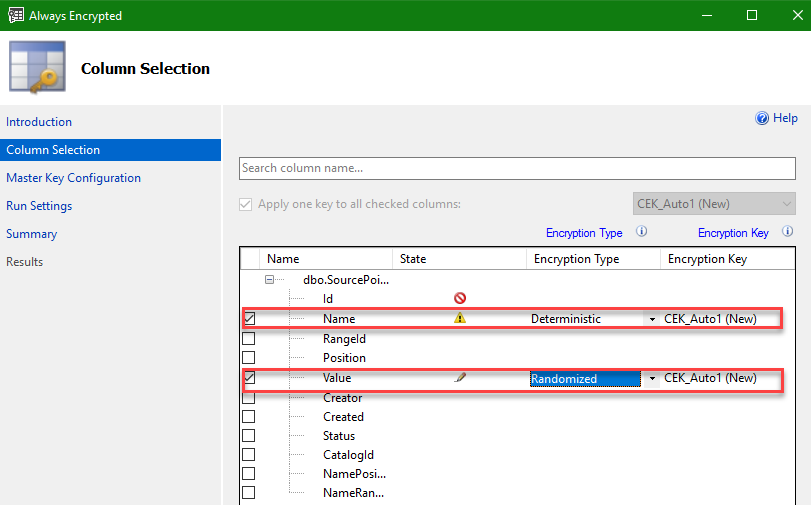 Always Encrypted
Column Selection
Introduction
Column Selection
Master Key Configuration
Run Settings
Summary
Results
Help
Search column name...
Apply one key to all checked columns:
CEK_Auto1 (New)
Encryption Type
Encryption Key
Name State Encryption Type Encryption Key
dbo.SourcePoi...
Id
Name Deterministic CEK_Auto1 (New)
RangeId
Position
Value Randomized CEK_Auto1 (New)
Creator
Created
Status
CatalogId
NamePosi...
NameRan...